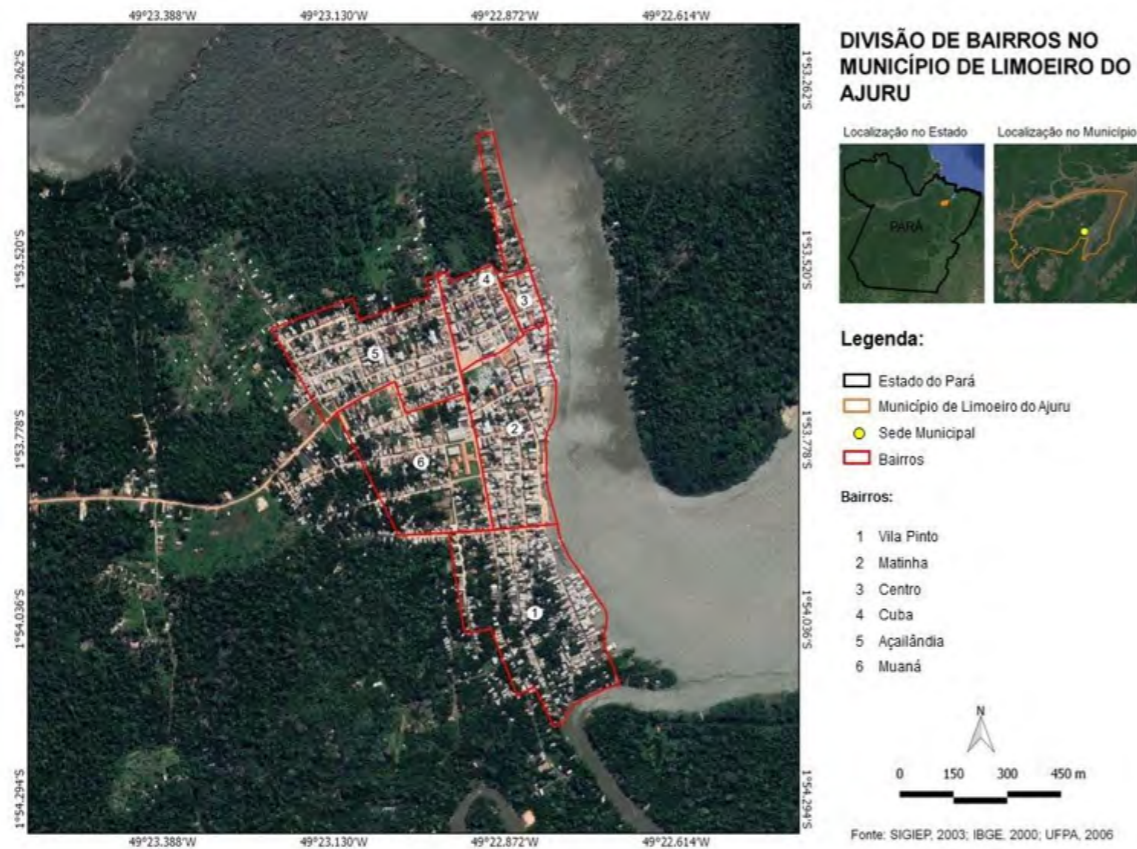 49°23.388'W 49°23.130'W 49°22.872'W 49°22.614'W
1°53.262'S
1°53.520'S
1°53.778'S
1°54.036'S
1°54.294'S
4
3
5
2
6
1
1°53.262'S
1°53.520'S
1°53.778'S
1°54.036'S
1°54.294'S
49°23.388'W 49°23.130'W 49°22.872'W 49°22.614'W
DIVISÃO DE BAIRROS NO
MUNICÍPIO DE LIMOEIRO DO
AJURU
Localização no Estado Localização no Município
PARÁ
Legenda:
Estado do Pará
Município de Limoeiro do Ajuru
Sede Municipal
Bairros
Bairros:
1 Vila Pinto
2 Matinha
3 Centro
4 Cuba
5 Açailândia
6 Muaná
N
0 150 300 450 m
Fonte: SIGIEP, 2003; IBGE, 2000; UFPA, 2006